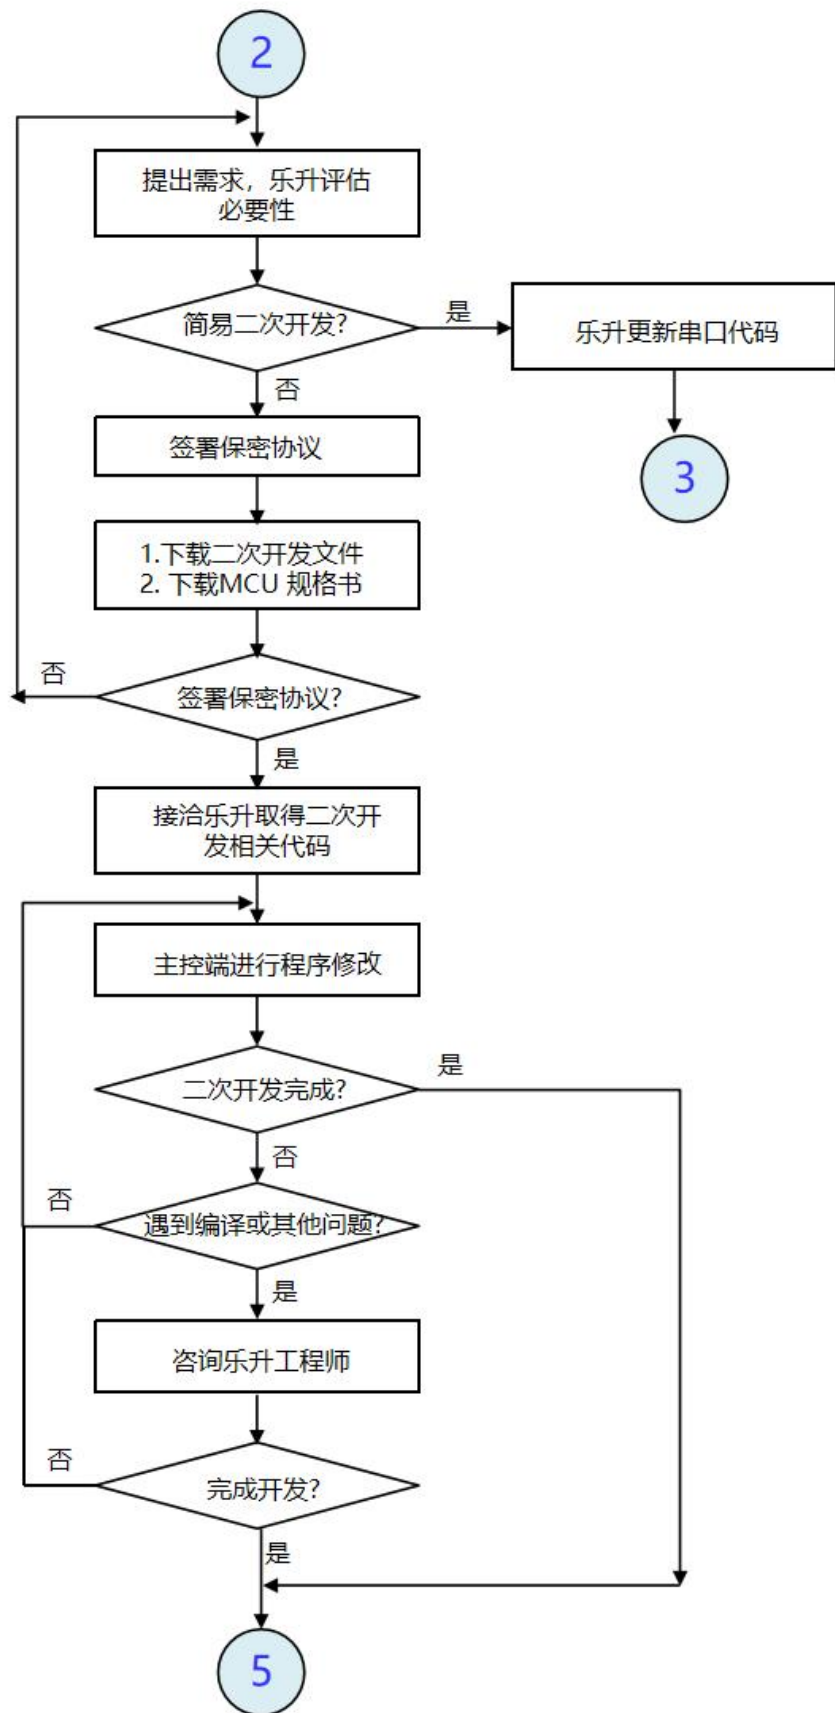 2
提出需求，乐升评估
必要性
简易二次开发?
是
乐升更新串口代码
否
签署保密协议
3
1.下载二次开发文件
2. 下载MCU 规格书
否
签署保密协议?
是
接洽乐升取得二次开
发相关代码
主控端进行程序修改
是
二次开发完成?
否
否
遇到编译或其他问题?
是
咨询乐升工程师
否
完成开发?
是
5